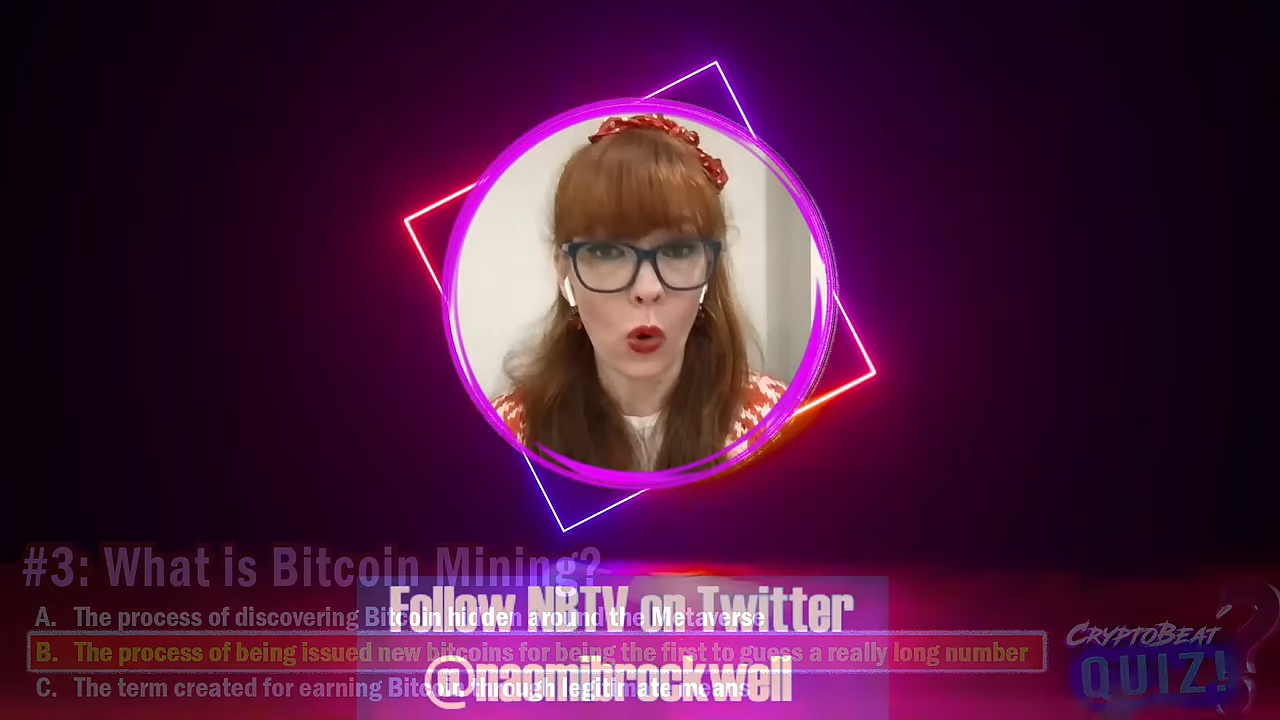 #3: What is Bitcoin Mining?
A. The process of discovering Bitcoin hidden around the Metaverse
B. The process of being issued new bitcoins for being the first to guess a really long number
C. The term created for earning Bitcoin through legitimate means
Follow NBTV on Twitter
@naomibrockwell
CRYPTOBEAT
QUIZ!